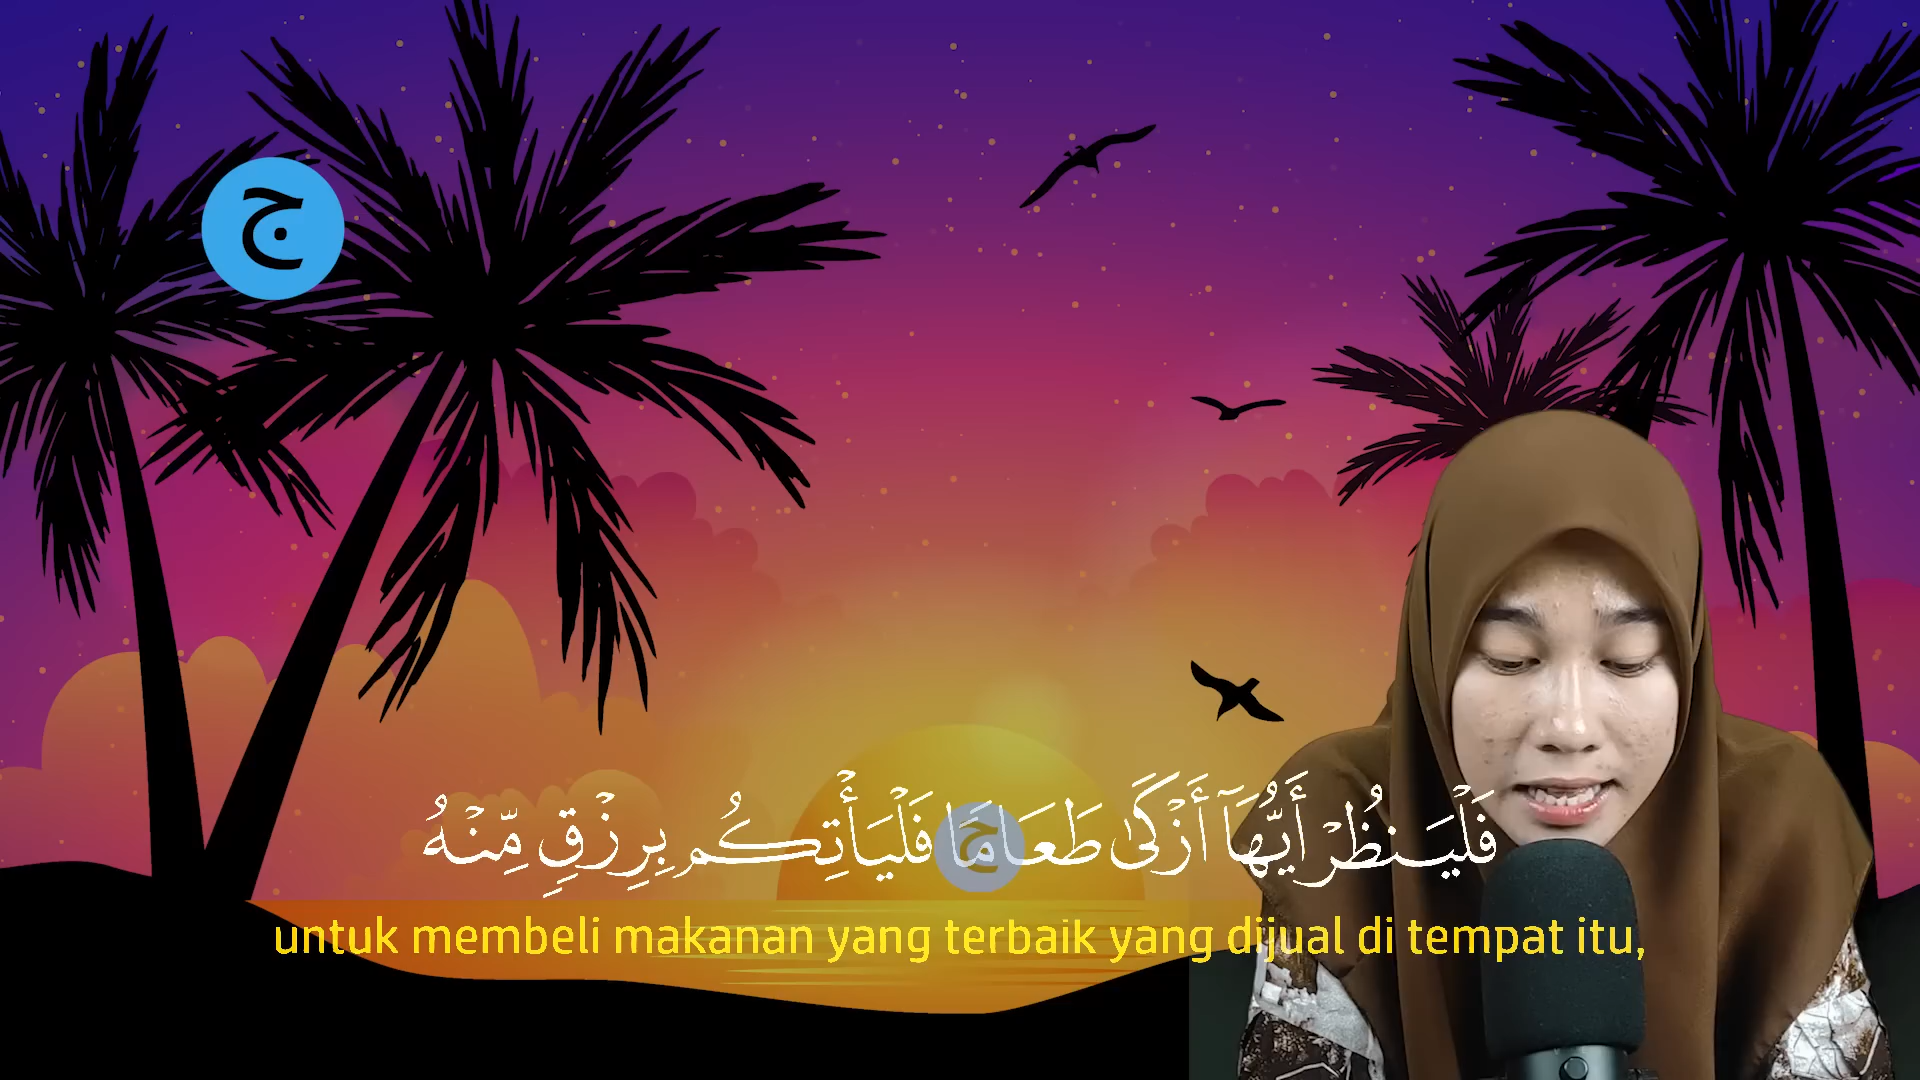 ج
فَلْيَنظُرْ أَيُّهَآ أَزْكَىٰ طَعَامًا فَلْيَأْتِكُم بِرِزْقٍ مِّنْهُ
ج
untuk membeli makanan yang terbaik yang dijual di tempat itu,